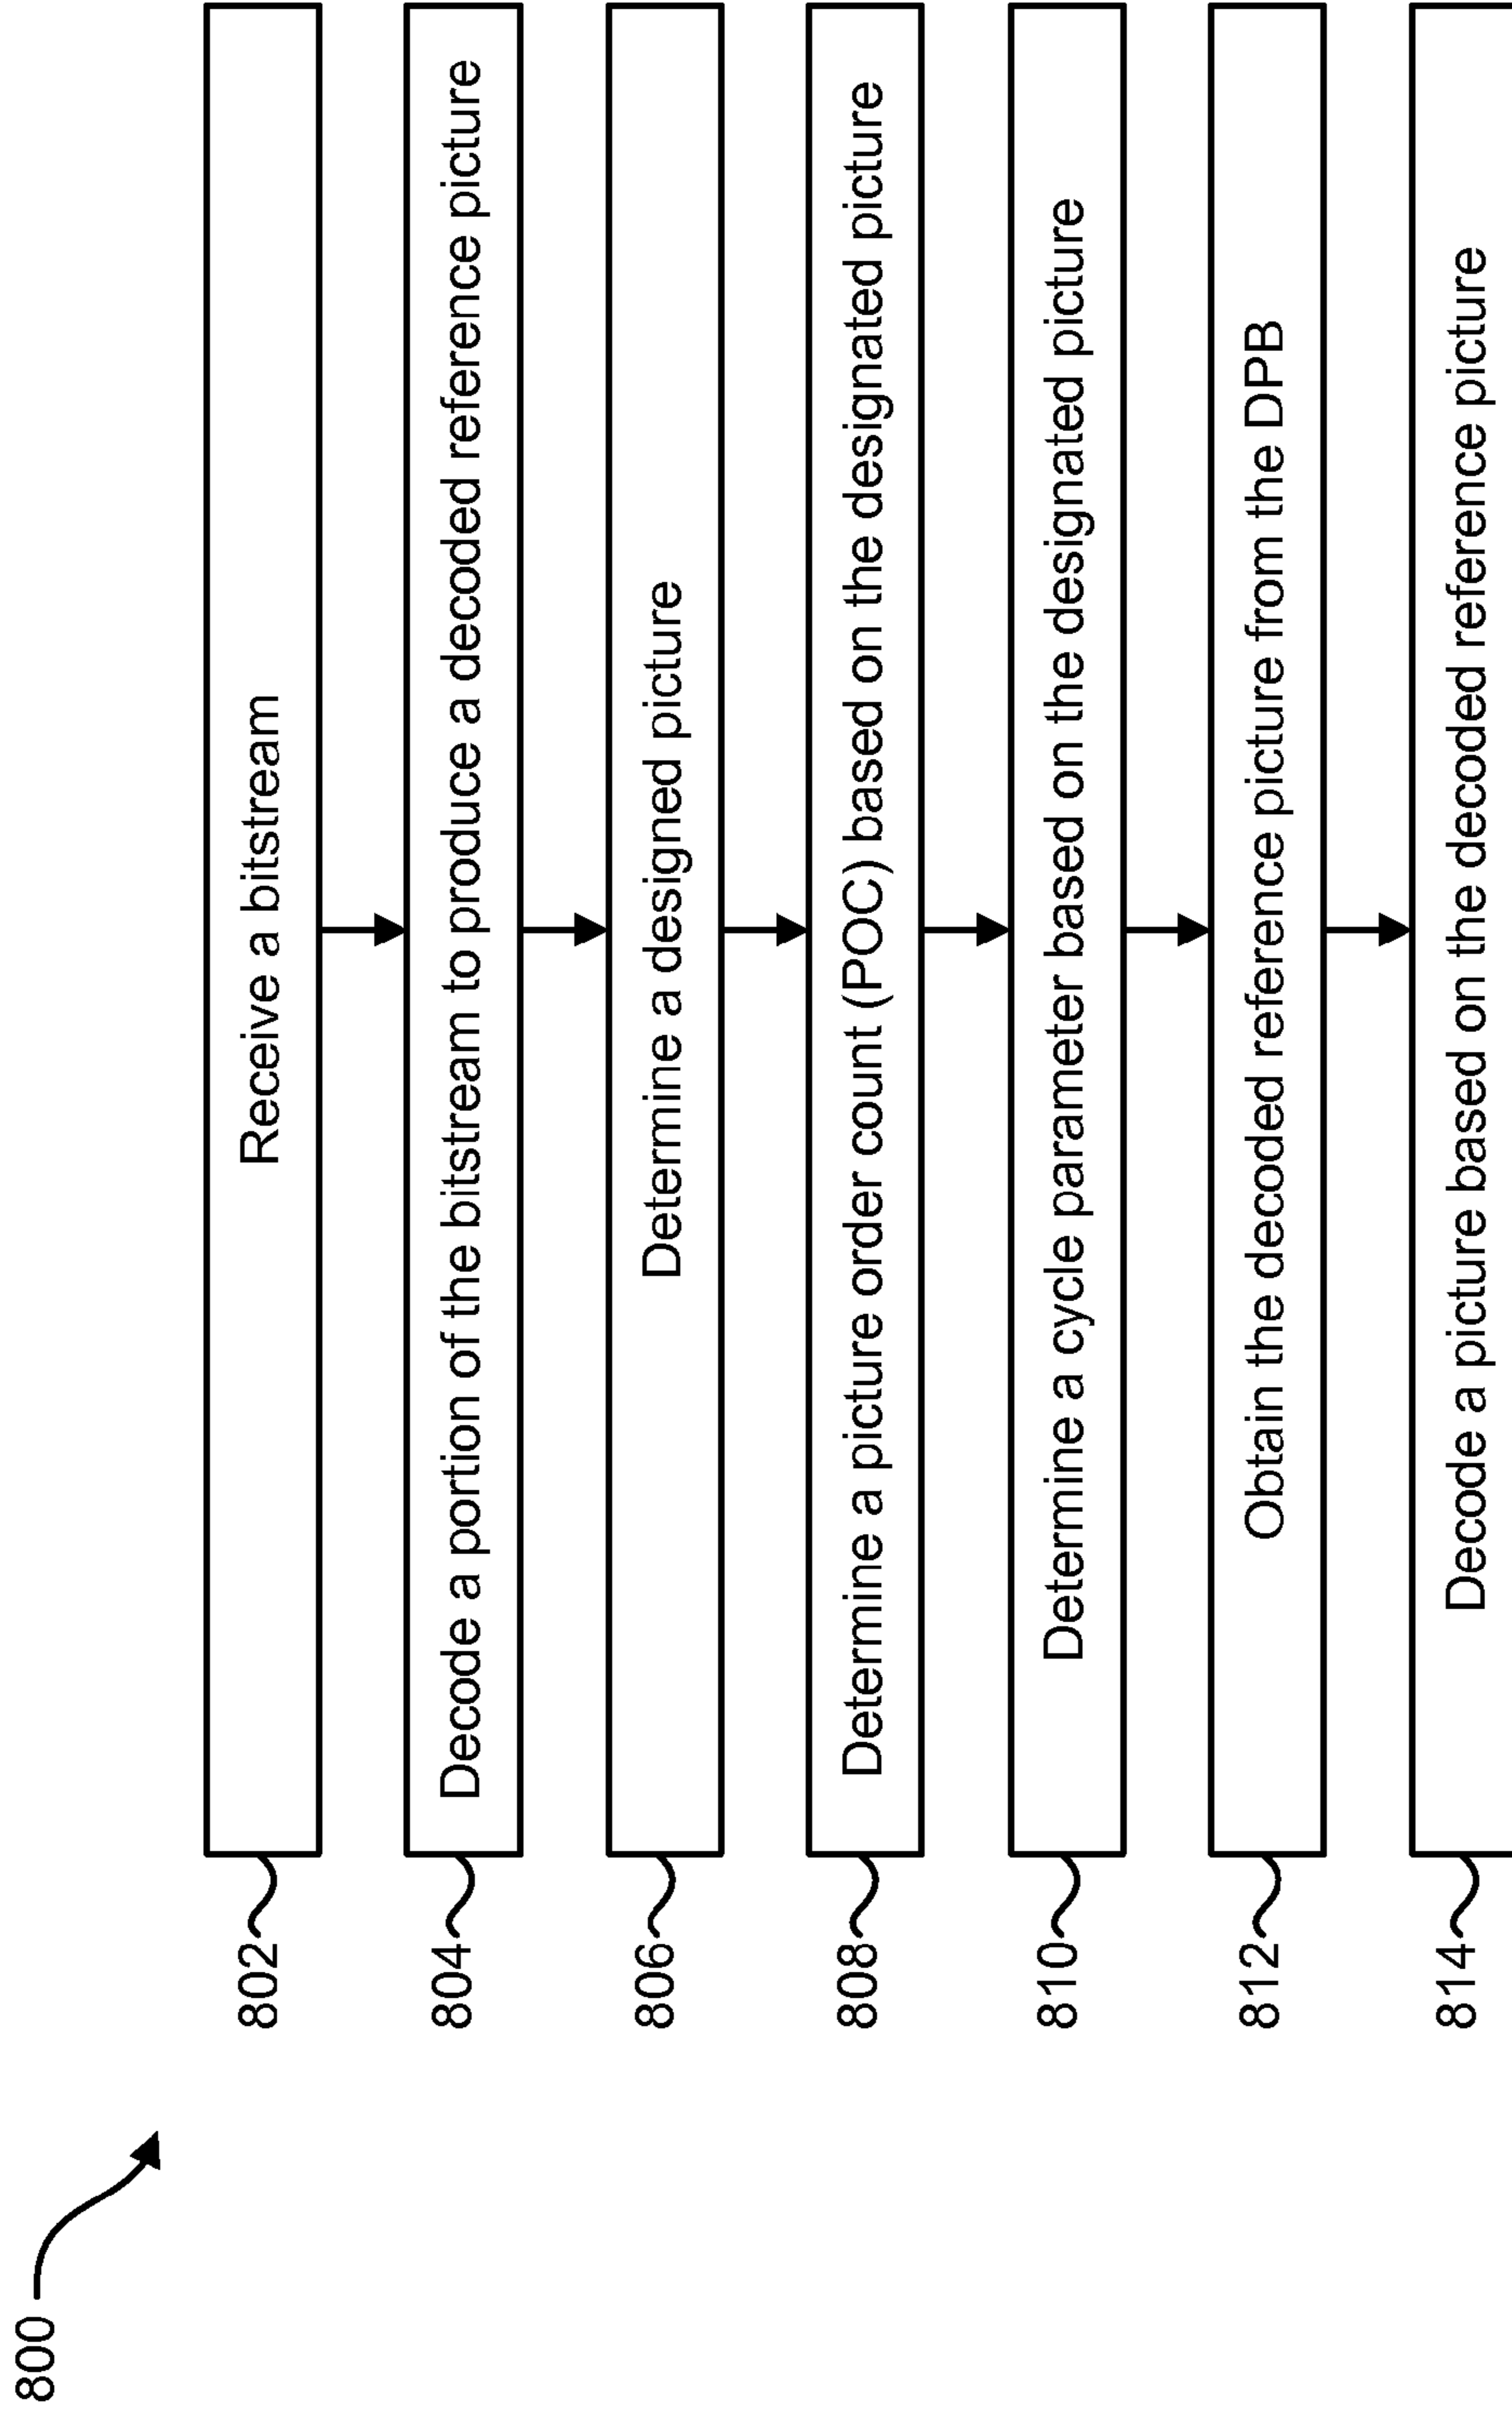 800
802
Receive a bitstream
804
Decode a portion of the bitstream to produce a decoded reference picture
806
Determine a designed picture
808
Determine a picture order count (POC) based on the designated picture
810
Determine a cycle parameter based on the designated picture
812
Obtain the decoded reference picture from the DPB
814
Decode a picture based on the decoded reference picture